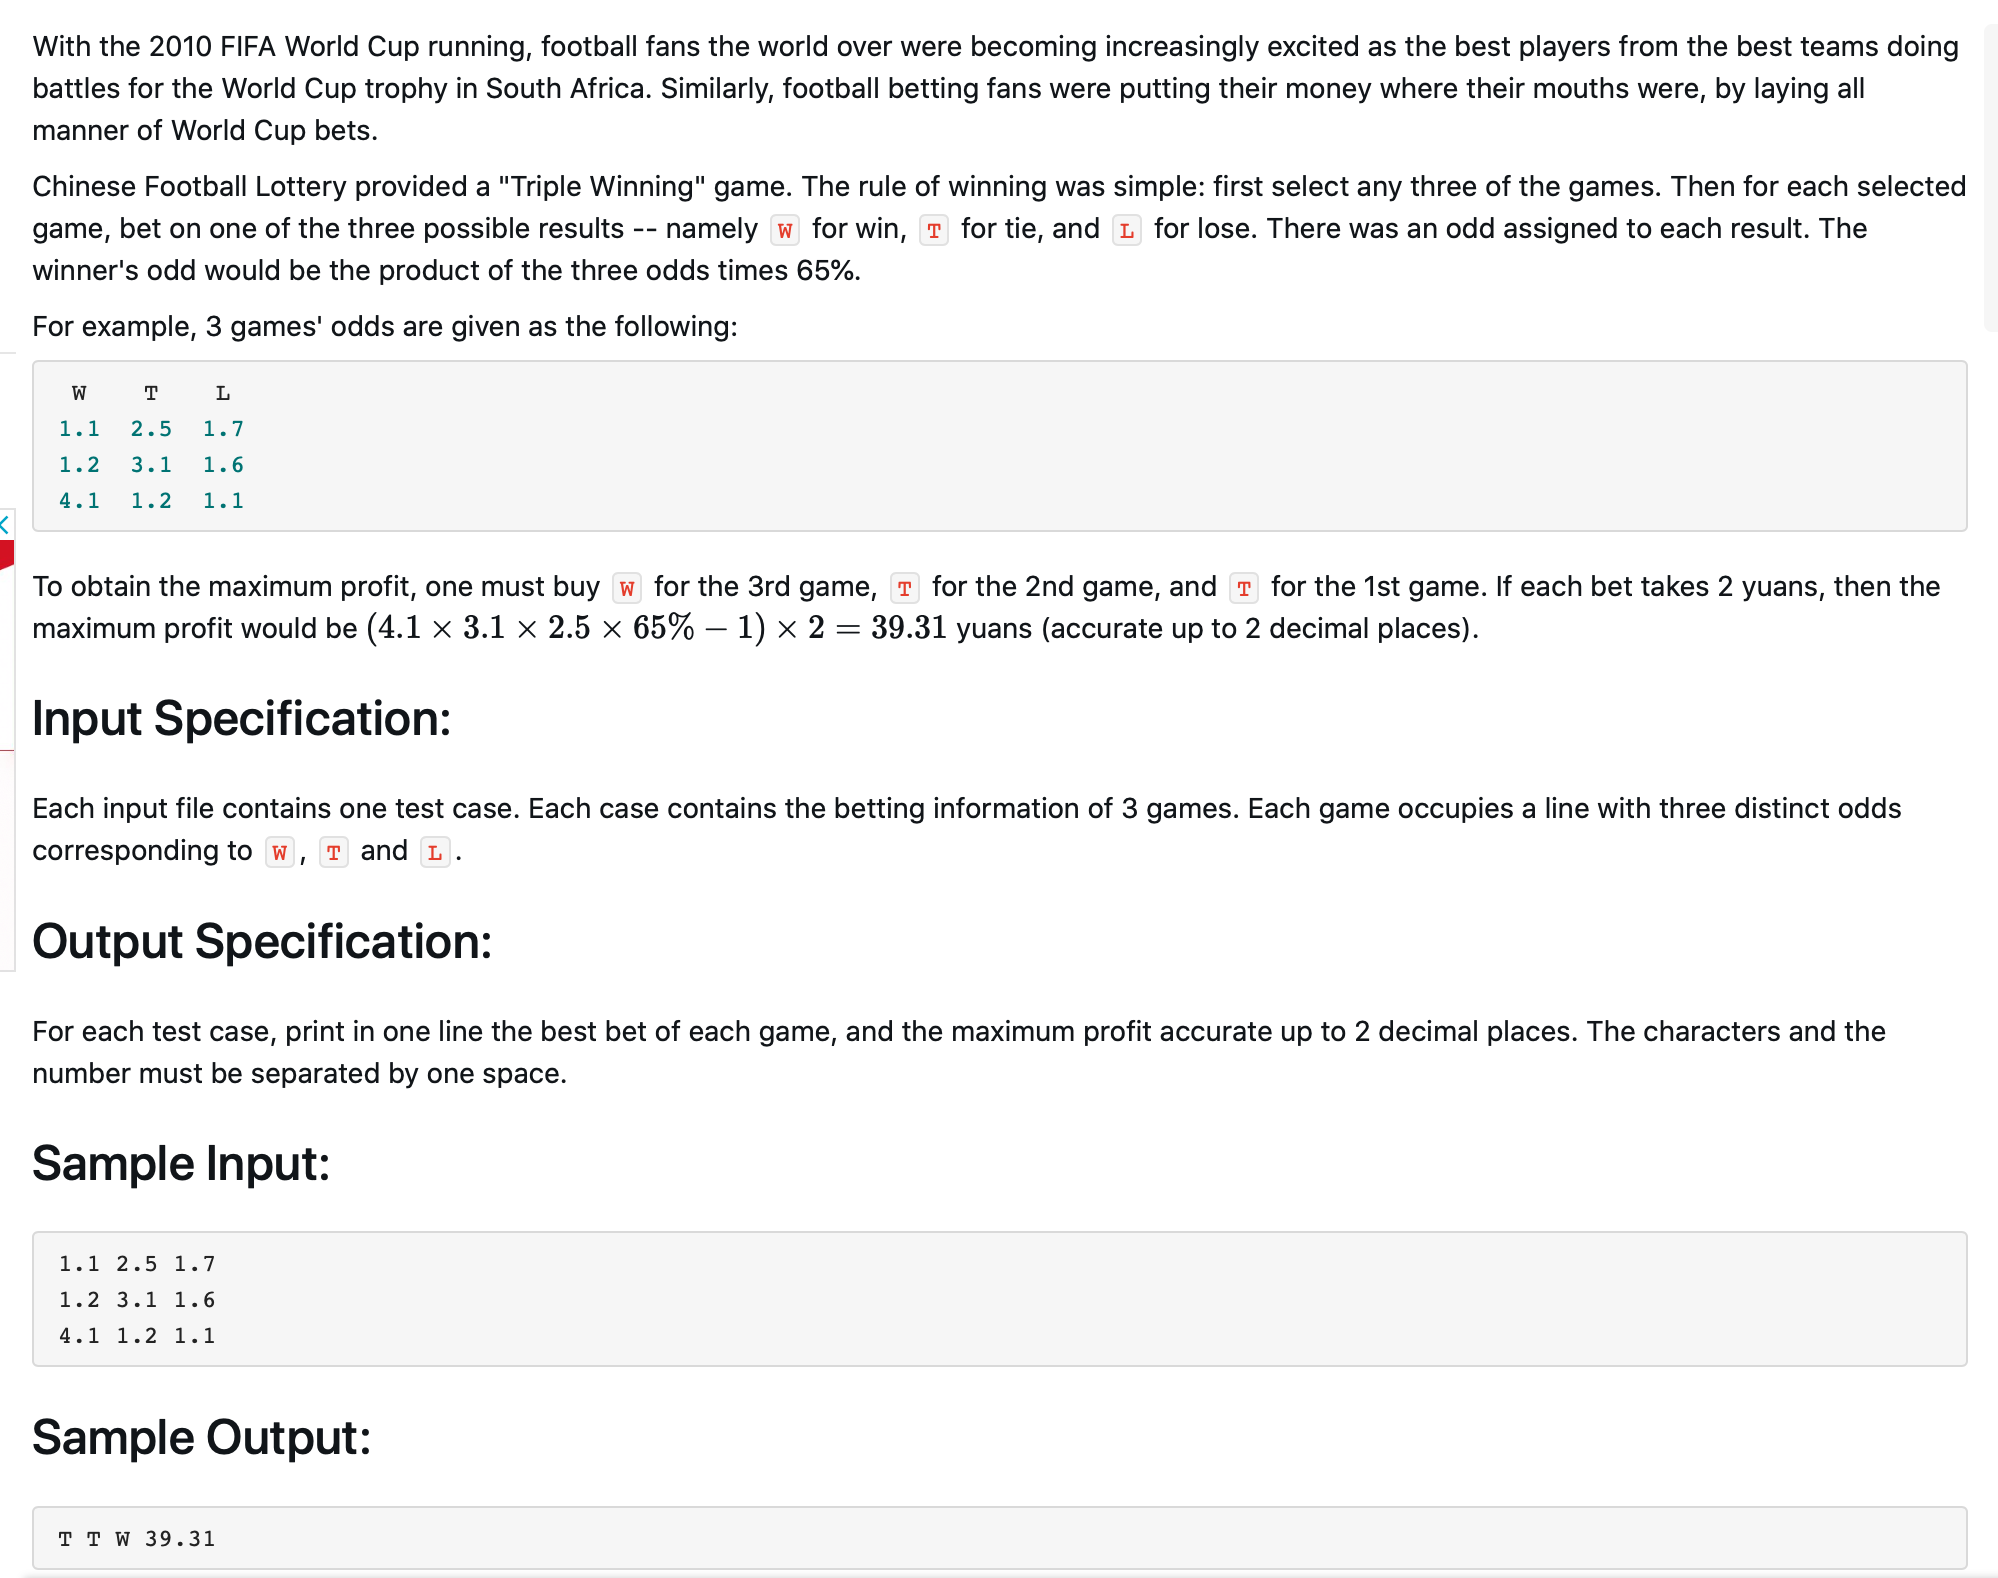 With the 2010 FIFA World Cup running, football fans the world over were becoming increasingly excited as the best players from the best teams doing
battles for the World Cup trophy in South Africa. Similarly, football betting fans were putting their money where their mouths were, by laying all
manner of World Cup bets.
Chinese Football Lottery provided a "Triple Winning" game. The rule of winning was simple: first select any three of the games. Then for each selected
game, bet on one of the three possible results -- namely W for win, T for tie, and L for lose. There was an odd assigned to each result. The
winner's odd would be the product of the three odds times 65%.
For example, 3 games' odds are given as the following:
W T L
1.1 2.5 1.7
1.2 3.1 1.6
4.1 1.2 1.1
To obtain the maximum profit, one must buy W for the 3rd game, T for the 2nd game, and T for the 1st game. If each bet takes 2 yuans, then the
maximum profit would be (4.1 × 3.1 × 2.5 × 65% − 1) × 2 = 39.31 yuans (accurate up to 2 decimal places).
Input Specification:
Each input file contains one test case. Each case contains the betting information of 3 games. Each game occupies a line with three distinct odds
corresponding to W, T and L.
Output Specification:
For each test case, print in one line the best bet of each game, and the maximum profit accurate up to 2 decimal places. The characters and the
number must be separated by one space.
Sample Input:
1.1 2.5 1.7
1.2 3.1 1.6
4.1 1.2 1.1
Sample Output:
T T W 39.31